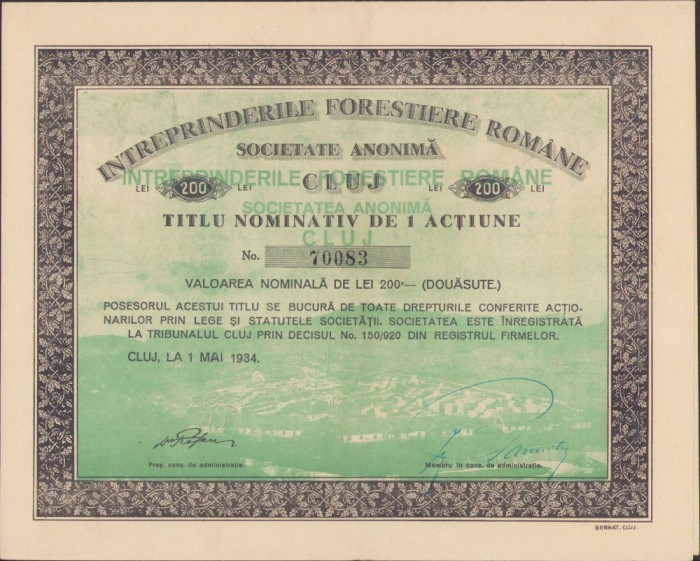 INTREPRINDERILE FORESTIERE ROMÂNE
SOCIETATE ANONIMĂ
INTREPRINDERILE FORESTIERE ROMÂNE
CLUJ
LEI 200 LEI LEI 200 LEI
SOCIETATEA ANONIMĂ
TITLU NOMINATIV DE 1 ACȚIUNE
CLUJ
No. 70083
VALOAREA NOMINALĂ DE LEI 200·— (DOUĂSUTE.)
POSESORUL ACESTUI TITLU SE BUCURĂ DE TOATE DREPTURILE CONFERITE ACȚIO-
NARILOR PRIN LEGE ȘI STATUTELE SOCIETĂȚII. SOCIETATEA ESTE ÎNREGISTRATĂ
LA TRIBUNALUL CLUJ PRIN DECISUL No. 150/920 DIN REGISTRUL FIRMELOR.
CLUJ, LA 1 MAI 1934.
Preș. cons. de administrație.
Membru în cons. de administrație.
BERNÁT, CLUJ.